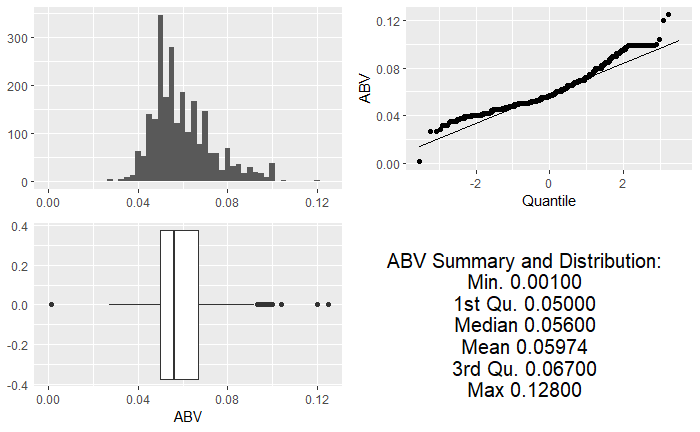 300
200
100
0
0.00
0.04
0.08
0.12
ABV
0.12
0.08
0.04
0.00
-2
0
2
Quantile
0.4
0.2
0.0
-0.2
-0.4
0.00
0.04
0.08
0.12
ABV
ABV Summary and Distribution:
Min. 0.00100
1st Qu. 0.05000
Median 0.05600
Mean 0.05974
3rd Qu. 0.06700
Max 0.12800